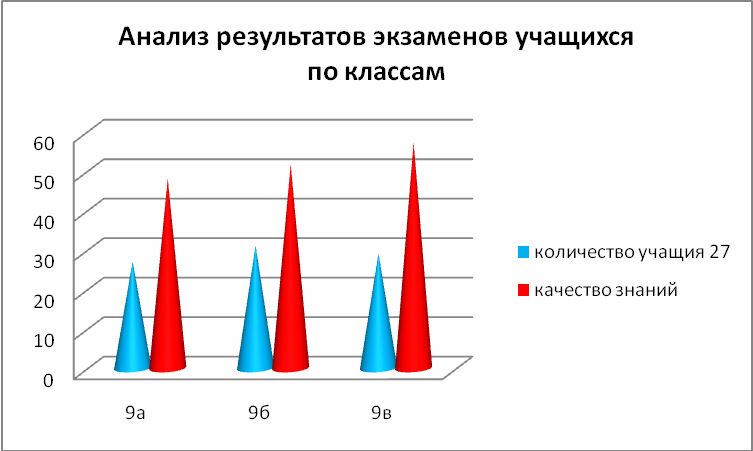 Анализ результатов экзаменов учащихся
по классам
60
50
40
30
20
10
0
9а
9б
9в
количество учащия 27
качество знаний